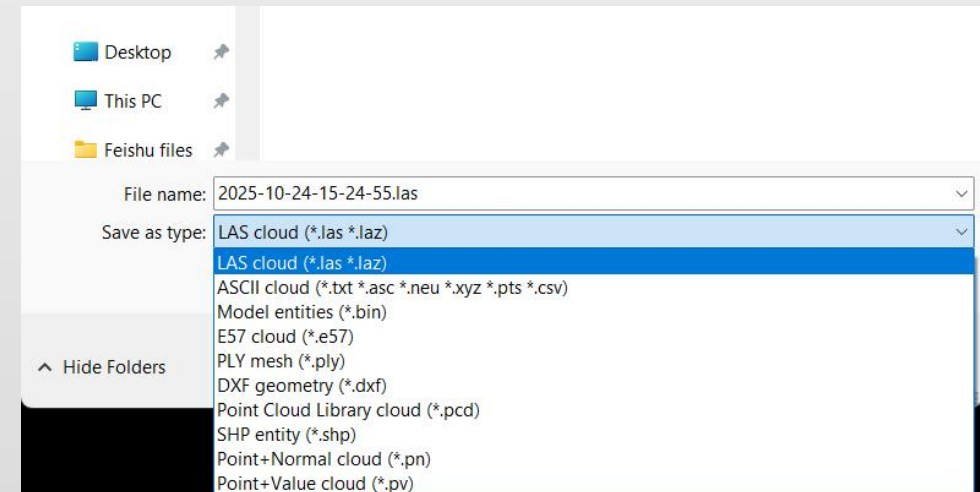 Desktop
This PC
Feishu files
File name: 2025-10-24-15-24-55.las
Save as type: LAS cloud (*.las *.laz)
LAS cloud (*.las *.laz)
ASCII cloud (*.txt *.asc *.neu *.xyz *.pts *.csv)
Model entities (*.bin)
E57 cloud (*.e57)
PLY mesh (*.ply)
DXF geometry (*.dxf)
Hide Folders
Point Cloud Library cloud (*.pcd)
SHP entity (*.shp)
Point+Normal cloud (*.pn)
Point+Value cloud (*.pv)